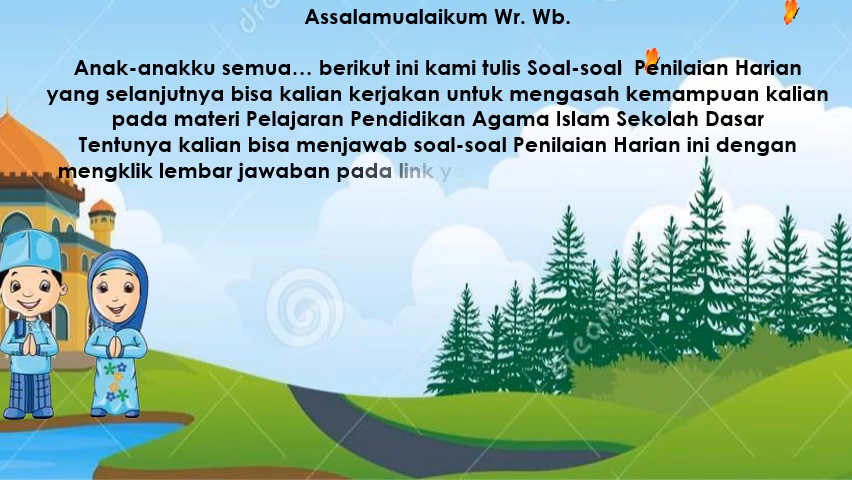 Assalamualaikum Wr. Wb.
Anak-anakku semua... berikut ini kami tulis Soal-soal Penilaian Harian
yang selanjutnya bisa kalian kerjakan untuk mengasah kemampuan kalian
pada materi Pelajaran Pendidikan Agama Islam Sekolah Dasar
Tentunya kalian bisa menjawab soal-soal Penilaian Harian ini dengan
mengklik lembar jawaban pada link